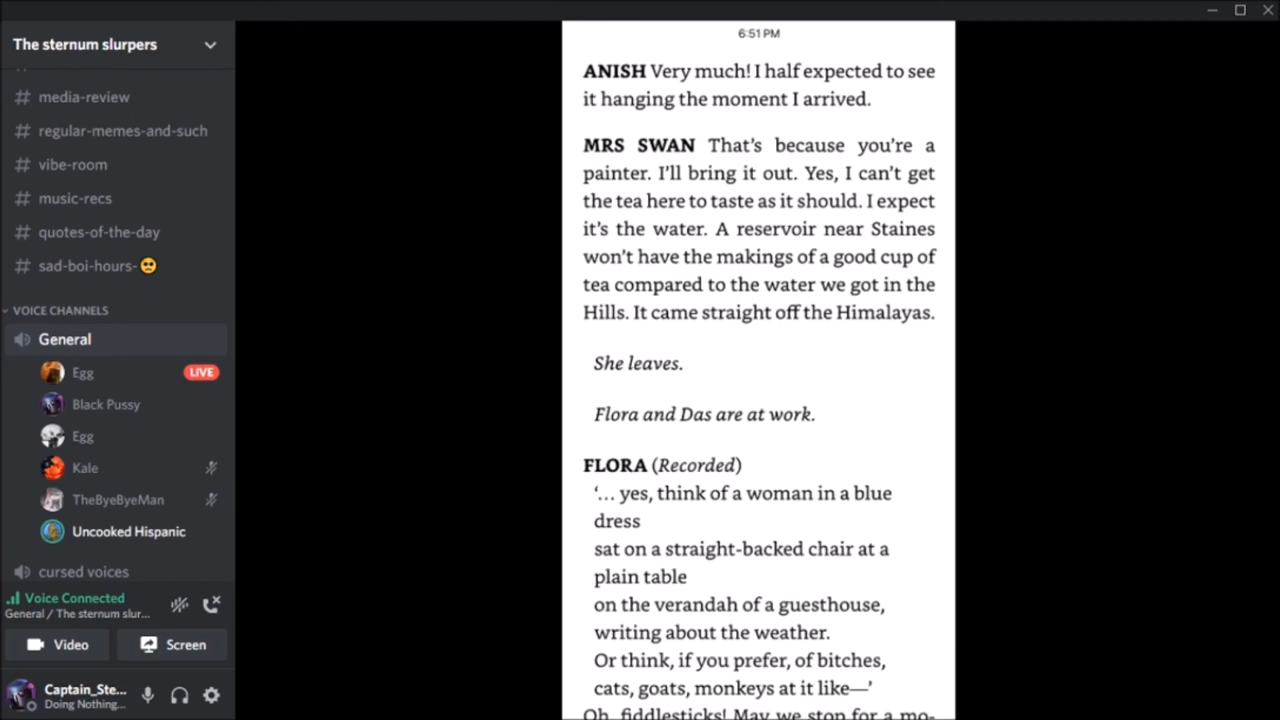 The sternum slurpers
# media-review
# regular-memes-and-such
# vibe-room
# music-recs
# quotes-of-the-day
# sad-boi-hours-🥺
VOICE CHANNELS
General
Egg LIVE
Black Pussy
Egg
Kale
TheByeByeMan
Uncooked Hispanic
cursed voices
Voice Connected
General / The sternum slur...
Video Screen
Captain_Ste...
Doing Nothing...
6:51 PM
ANISH Very much! I half expected to see
it hanging the moment I arrived.
MRS SWAN That's because you're a
painter. I'll bring it out. Yes, I can't get
the tea here to taste as it should. I expect
it's the water. A reservoir near Staines
won't have the makings of a good cup of
tea compared to the water we got in the
Hills. It came straight off the Himalayas.
She leaves.
Flora and Das are at work.
FLORA (Recorded)
‘… yes, think of a woman in a blue
dress
sat on a straight-backed chair at a
plain table
on the verandah of a guesthouse,
writing about the weather.
Or think, if you prefer, of bitches,
cats, goats, monkeys at it like—’
Oh, fiddlesticks! May we stop for a mo-